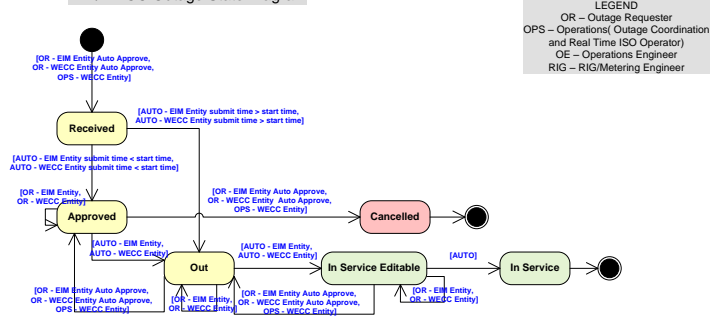 LEGEND
OR – Outage Requester
OPS – Operations( Outage Coordination
and Real Time ISO Operator)
OE – Operations Engineer
RIG – RIG/Metering Engineer
[OR - EIM Entity Auto Approve,
OR - WECC Entity Auto Approve,
OPS - WECC Entity]
[AUTO - EIM Entity submit time > start time,
AUTO - WECC Entity submit time > start time]
Received
[AUTO - EIM Entity submit time < start time,
AUTO - WECC Entity submit time < start time]
[OR - EIM Entity,
OR - WECC Entity]
[OR - EIM Entity Auto Approve,
OR - WECC Entity Auto Approve,
OPS - WECC Entity]
Approved
Cancelled
[AUTO - EIM Entity,
AUTO - WECC Entity]
[AUTO - EIM Entity,
AUTO - WECC Entity]
[AUTO]
Out
In Service Editable
In Service
[OR - EIM Entity Auto Approve,
OR - WECC Entity Auto Approve,
OPS - WECC Entity]
[OR - EIM Entity,
OR - WECC Entity]
[OR - EIM Entity Auto Approve,
OR - WECC Entity Auto Approve,
OPS - WECC Entity]
[OR - EIM Entity,
OR - WECC Entity]